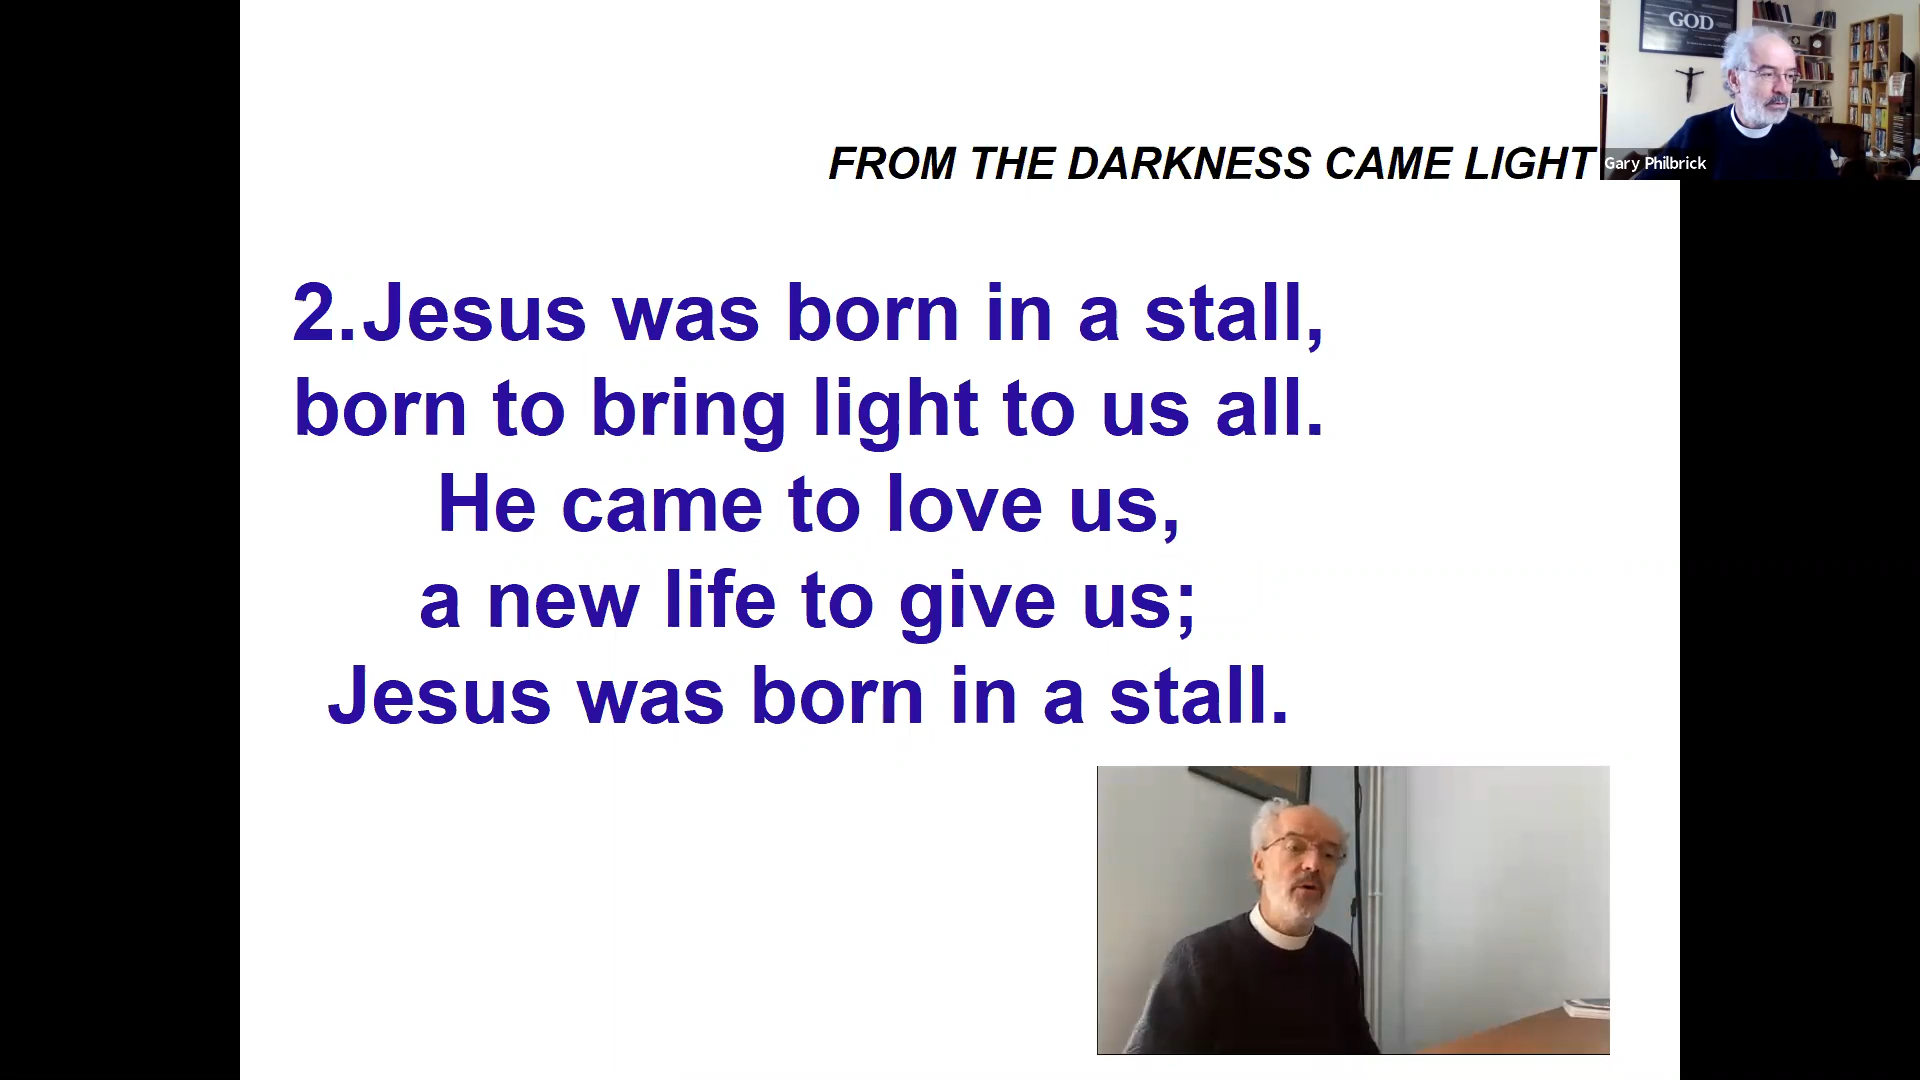 GOD
FROM THE DARKNESS CAME LIGHT
Gary Philbrick
2.Jesus was born in a stall,
born to bring light to us all.
He came to love us,
a new life to give us;
Jesus was born in a stall.